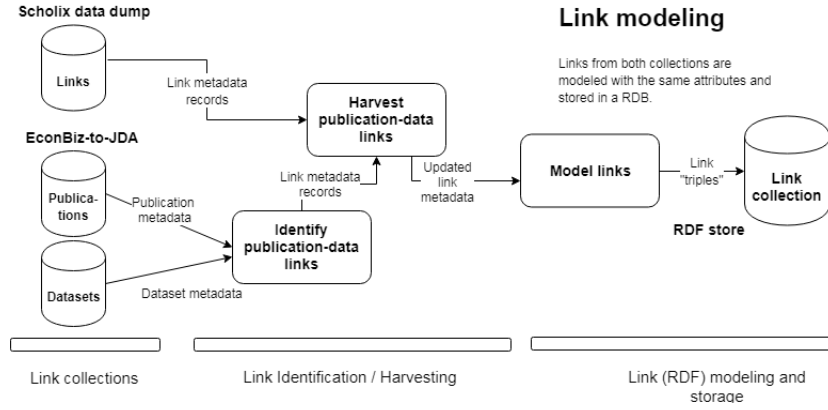 Scholix data dump
Links
Link metadata
records
Harvest
publication-data
links
Link modeling
Links from both collections are
modeled with the same attributes and
stored in a RDB.
EconBiz-to-JDA
Publica-
tions
Publication
metadata
Link metadata
records
Updated
link
metadata
Model links
Link
"triples"
Link
collection
RDF store
Identify
publication-data
links
Datasets
Dataset metadata
Link collections
Link Identification / Harvesting
Link (RDF) modeling and
storage